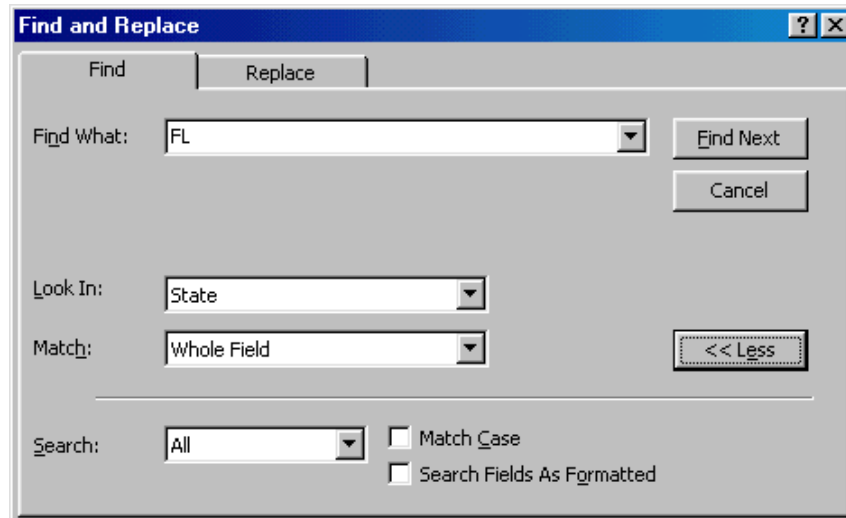 Find and Replace
Find Replace
Find What: FL Find Next
Cancel
Look In: State
Match: Whole Field << Less
Search: All Match Case
Search Fields As Formatted